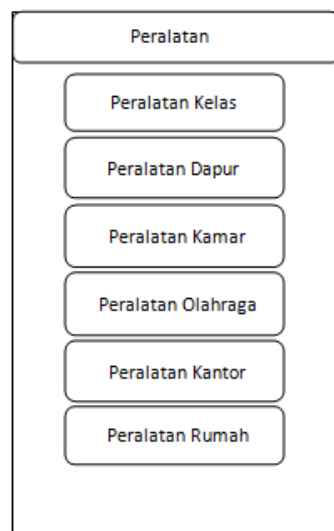 Peralatan
Peralatan Kelas
Peralatan Dapur
Peralatan Kamar
Peralatan Olahraga
Peralatan Kantor
Peralatan Rumah